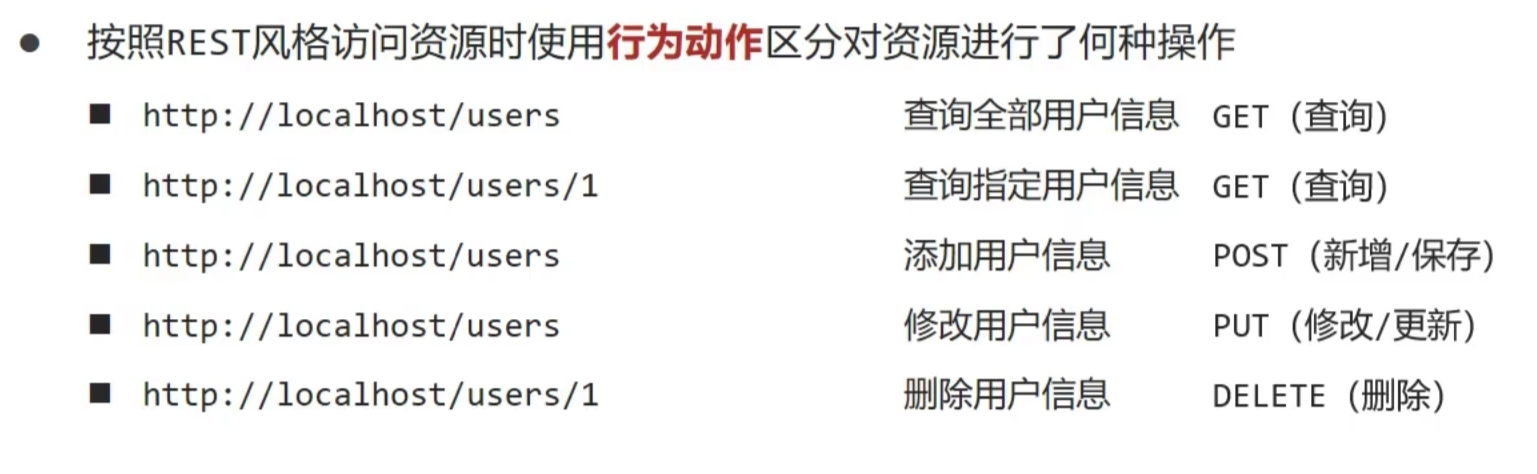 ● 按照REST风格访问资源时使用行为动作区分对资源进行了何种操作
■ http://localhost/users 查询全部用户信息 GET（查询）
■ http://localhost/users/1 查询指定用户信息 GET（查询）
■ http://localhost/users 添加用户信息 POST（新增/保存）
■ http://localhost/users 修改用户信息 PUT（修改/更新）
■ http://localhost/users/1 删除用户信息 DELETE（删除）